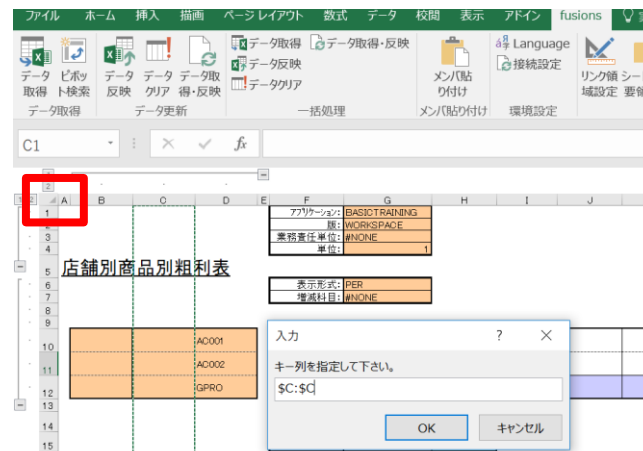 ファイル ホーム 挿入 描画 ページ レイアウト 数式 データ 校閲 表示 アドイン fusions
データ取得 データ取得・反映 Language
データ反映 接続設定
データ ピボッ データ データ データ取 データクリア メンバ貼 リンク領 シー
取得 ト検索 反映 クリア 得・反映 り付け 域設定 要領
データ取得 データ更新 一括処理 メンバ貼り付け 環境設定
C1 fx
1
2
1 2 A B C D E F G H I J
1 アプリケーション: BASICTRAINING
版: WORKSPACE
3 業務責任単位: #NONE
4 単位: 1
5 店舗別商品別粗利表
6 表示形式: PER
7 増減科目: #NONE
8
9
10 AC001
11 AC002
12 GPRO
13
14
15
入力 ? ×
キー列を指定して下さい。
$C:$C
OK キャンセル